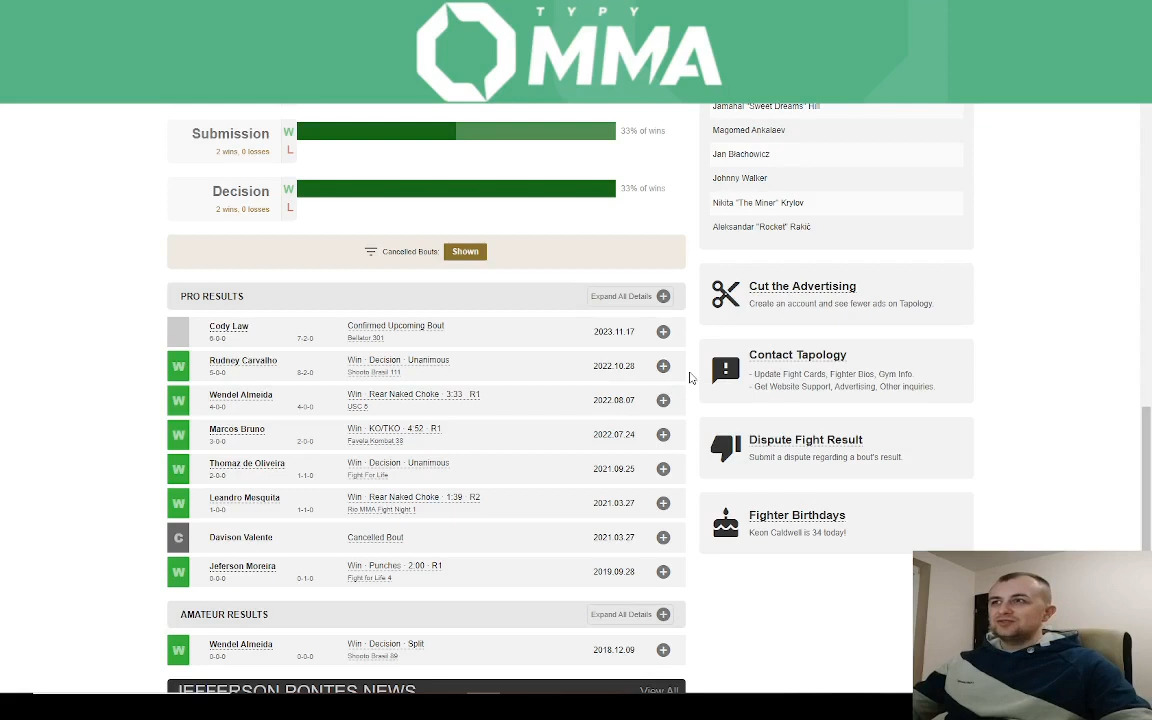 TYPY
MMA
Submission
2 wins, 0 losses
W
L
33% of wins
Decision
2 wins, 0 losses
W
L
33% of wins
Cancelled Bouts: Shown
PRO RESULTS
Expand All Details
Cody Law
6-0-0 7-2-0
Confirmed Upcoming Bout
Bellator 301
2023.11.17
W
Rudney Carvalho
5-0-0 8-2-0
Win · Decision · Unanimous
Shooto Brasil 111
2022.10.28
W
Wendel Almeida
4-0-0 4-0-0
Win · Rear Naked Choke · 3:33 · R1
USC 5
2022.08.07
W
Marcos Bruno
3-0-0 2-0-0
Win · KO/TKO · 4:52 · R1
Favela Kombat 38
2022.07.24
W
Thomaz de Oliveira
2-0-0 1-1-0
Win · Decision · Unanimous
Fight For Life
2021.09.25
W
Leandro Mesquita
1-0-0 1-1-0
Win · Rear Naked Choke · 1:39 · R2
Rio MMA Fight Night 1
2021.03.27
C
Davison Valente
Cancelled Bout
2021.03.27
W
Jeferson Moreira
0-0-0 0-1-0
Win · Punches · 2:00 · R1
Fight for Life 4
2019.09.28
AMATEUR RESULTS
Expand All Details
W
Wendel Almeida
0-0-0 0-0-0
Win · Decision · Split
Shooto Brasil 89
2018.12.09
JEFFERSON PONTES NEWS
View All
Jamahal "Sweet Dreams" Hill
Magomed Ankalaev
Jan Błachowicz
Johnny Walker
Nikita "The Miner" Krylov
Aleksandar "Rocket" Rakić
Cut the Advertising
Create an account and see fewer ads on Tapology.
Contact Tapology
- Update Fight Cards, Fighter Bios, Gym Info.
- Get Website Support, Advertising, Other inquiries.
Dispute Fight Result
Submit a dispute regarding a bout's result.
Fighter Birthdays
Keon Caldwell is 34 today!